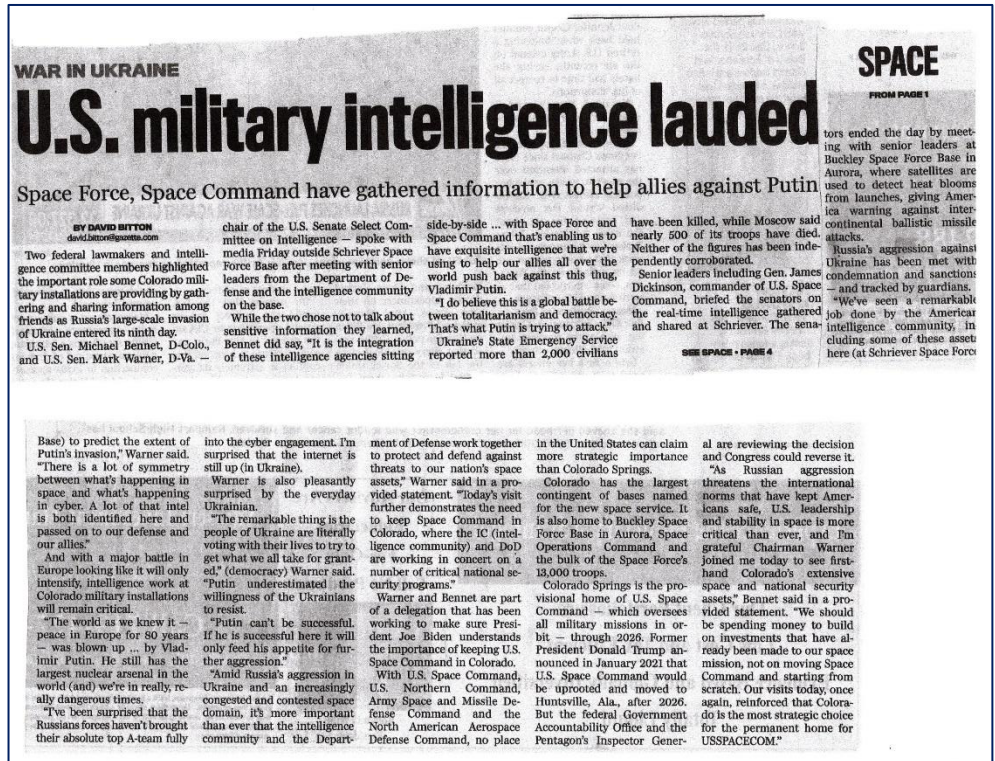 WAR IN UKRAINE
U.S. military intelligence lauded
Space Force, Space Command have gathered information to help allies against Putin
BY DAVID BITTON
david.bitton@gazette.com
Two federal lawmakers and intelli-
gence committee members highlighted
the important role some Colorado mili-
tary installations are providing by gath-
ering and sharing information among
friends as Russia's large-scale invasion
of Ukraine entered its ninth day.
U.S. Sen. Michael Bennet, D-Colo.,
and U.S. Sen. Mark Warner, D-Va. —
chair of the U.S. Senate Select Com-
mittee on Intelligence — spoke with
media Friday outside Schriever Space
Force Base after meeting with senior
leaders from the Department of De-
fense and the intelligence community
on the base.
While the two chose not to talk about
sensitive information they learned,
Bennet did say, "It is the integration
of these intelligence agencies sitting
side-by-side ... with Space Force and
Space Command that's enabling us to
have exquisite intelligence that we're
using to help our allies all over the
world push back against this thug,
Vladimir Putin.
"I do believe this is a global battle be-
tween totalitarianism and democracy.
That's what Putin is trying to attack."
Ukraine's State Emergency Service
reported more than 2,000 civilians
have been killed, while Moscow said
nearly 500 of its troops have died.
Neither of the figures has been inde-
pendently corroborated.
Senior leaders including Gen. James
Dickinson, commander of U.S. Space
Command, briefed the senators on
the real-time intelligence gathered
and shared at Schriever. The sena-
SEE SPACE • PAGE 4
SPACE
FROM PAGE 1
tors ended the day by meet-
ing with senior leaders at
Buckley Space Force Base in
Aurora, where satellites are
used to detect heat blooms
from launches, giving Amer-
ica warning against inter-
continental ballistic missile
attacks.
Russia's aggression against
Ukraine has been met with
condemnation and sanctions
— and tracked by guardians.
"We've seen a remarkable
job done by the American
intelligence community, in-
cluding some of these assets
here (at Schriever Space Force
Base) to predict the extent of
Putin's invasion," Warner said.
"There is a lot of symmetry
between what's happening in
space and what's happening
in cyber. A lot of that intel
is both identified here and
passed on to our defense and
our allies."
And with a major battle in
Europe looking like it will only
intensify, intelligence work at
Colorado military installations
will remain critical.
"The world as we knew it —
peace in Europe for 80 years
— was blown up ... by Vlad-
imir Putin. He still has the
largest nuclear arsenal in the
world (and) we're in really, re-
ally dangerous times.
"I've been surprised that the
Russians forces haven't brought
their absolute top A-team fully
into the cyber engagement. I'm
surprised that the internet is
still up (in Ukraine).
Warner is also pleasantly
surprised by the everyday
Ukrainian.
"The remarkable thing is the
people of Ukraine are literally
voting with their lives to try to
get what we all take for grant-
ed," (democracy) Warner said.
"Putin underestimated the
willingness of the Ukrainians
to resist.
"Putin can't be successful.
If he is successful here it will
only feed his appetite for fur-
ther aggression."
"Amid Russia's aggression in
Ukraine and an increasingly
congested and contested space
domain, it's more important
than ever that the intelligence
community and the Depart-
ment of Defense work together
to protect and defend against
threats to our nation's space
assets," Warner said in a pro-
vided statement. "Today's visit
further demonstrates the need
to keep Space Command in
Colorado, where the IC (intel-
ligence community) and DoD
are working in concert on a
number of critical national se-
curity programs."
Warner and Bennet are part
of a delegation that has been
working to make sure Presi-
dent Joe Biden understands
the importance of keeping U.S.
Space Command in Colorado.
With U.S. Space Command,
U.S. Northern Command,
Army Space and Missile De-
fense Command and the
North American Aerospace
Defense Command, no place
in the United States can claim
more strategic importance
than Colorado Springs.
Colorado has the largest
contingent of bases named
for the new space service. It
is also home to Buckley Space
Force Base in Aurora, Space
Operations Command and
the bulk of the Space Force's
13,000 troops.
Colorado Springs is the pro-
visional home of U.S. Space
Command — which oversees
all military missions in or-
bit — through 2026. Former
President Donald Trump an-
nounced in January 2021 that
U.S. Space Command would
be uprooted and moved to
Huntsville, Ala., after 2026.
But the federal Government
Accountability Office and the
Pentagon's Inspector Gener-
al are reviewing the decision
and Congress could reverse it.
"As Russian aggression
threatens the international
norms that have kept Amer-
icans safe, U.S. leadership
and stability in space is more
critical than ever, and I'm
grateful Chairman Warner
joined me today to see first-
hand Colorado's extensive
space and national security
assets," Bennet said in a pro-
vided statement. "We should
be spending money to build
on investments that have al-
ready been made to our space
mission, not on moving Space
Command and starting from
scratch. Our visits today, once
again, reinforced that Colora-
do is the most strategic choice
for the permanent home for
USSPACECOM."